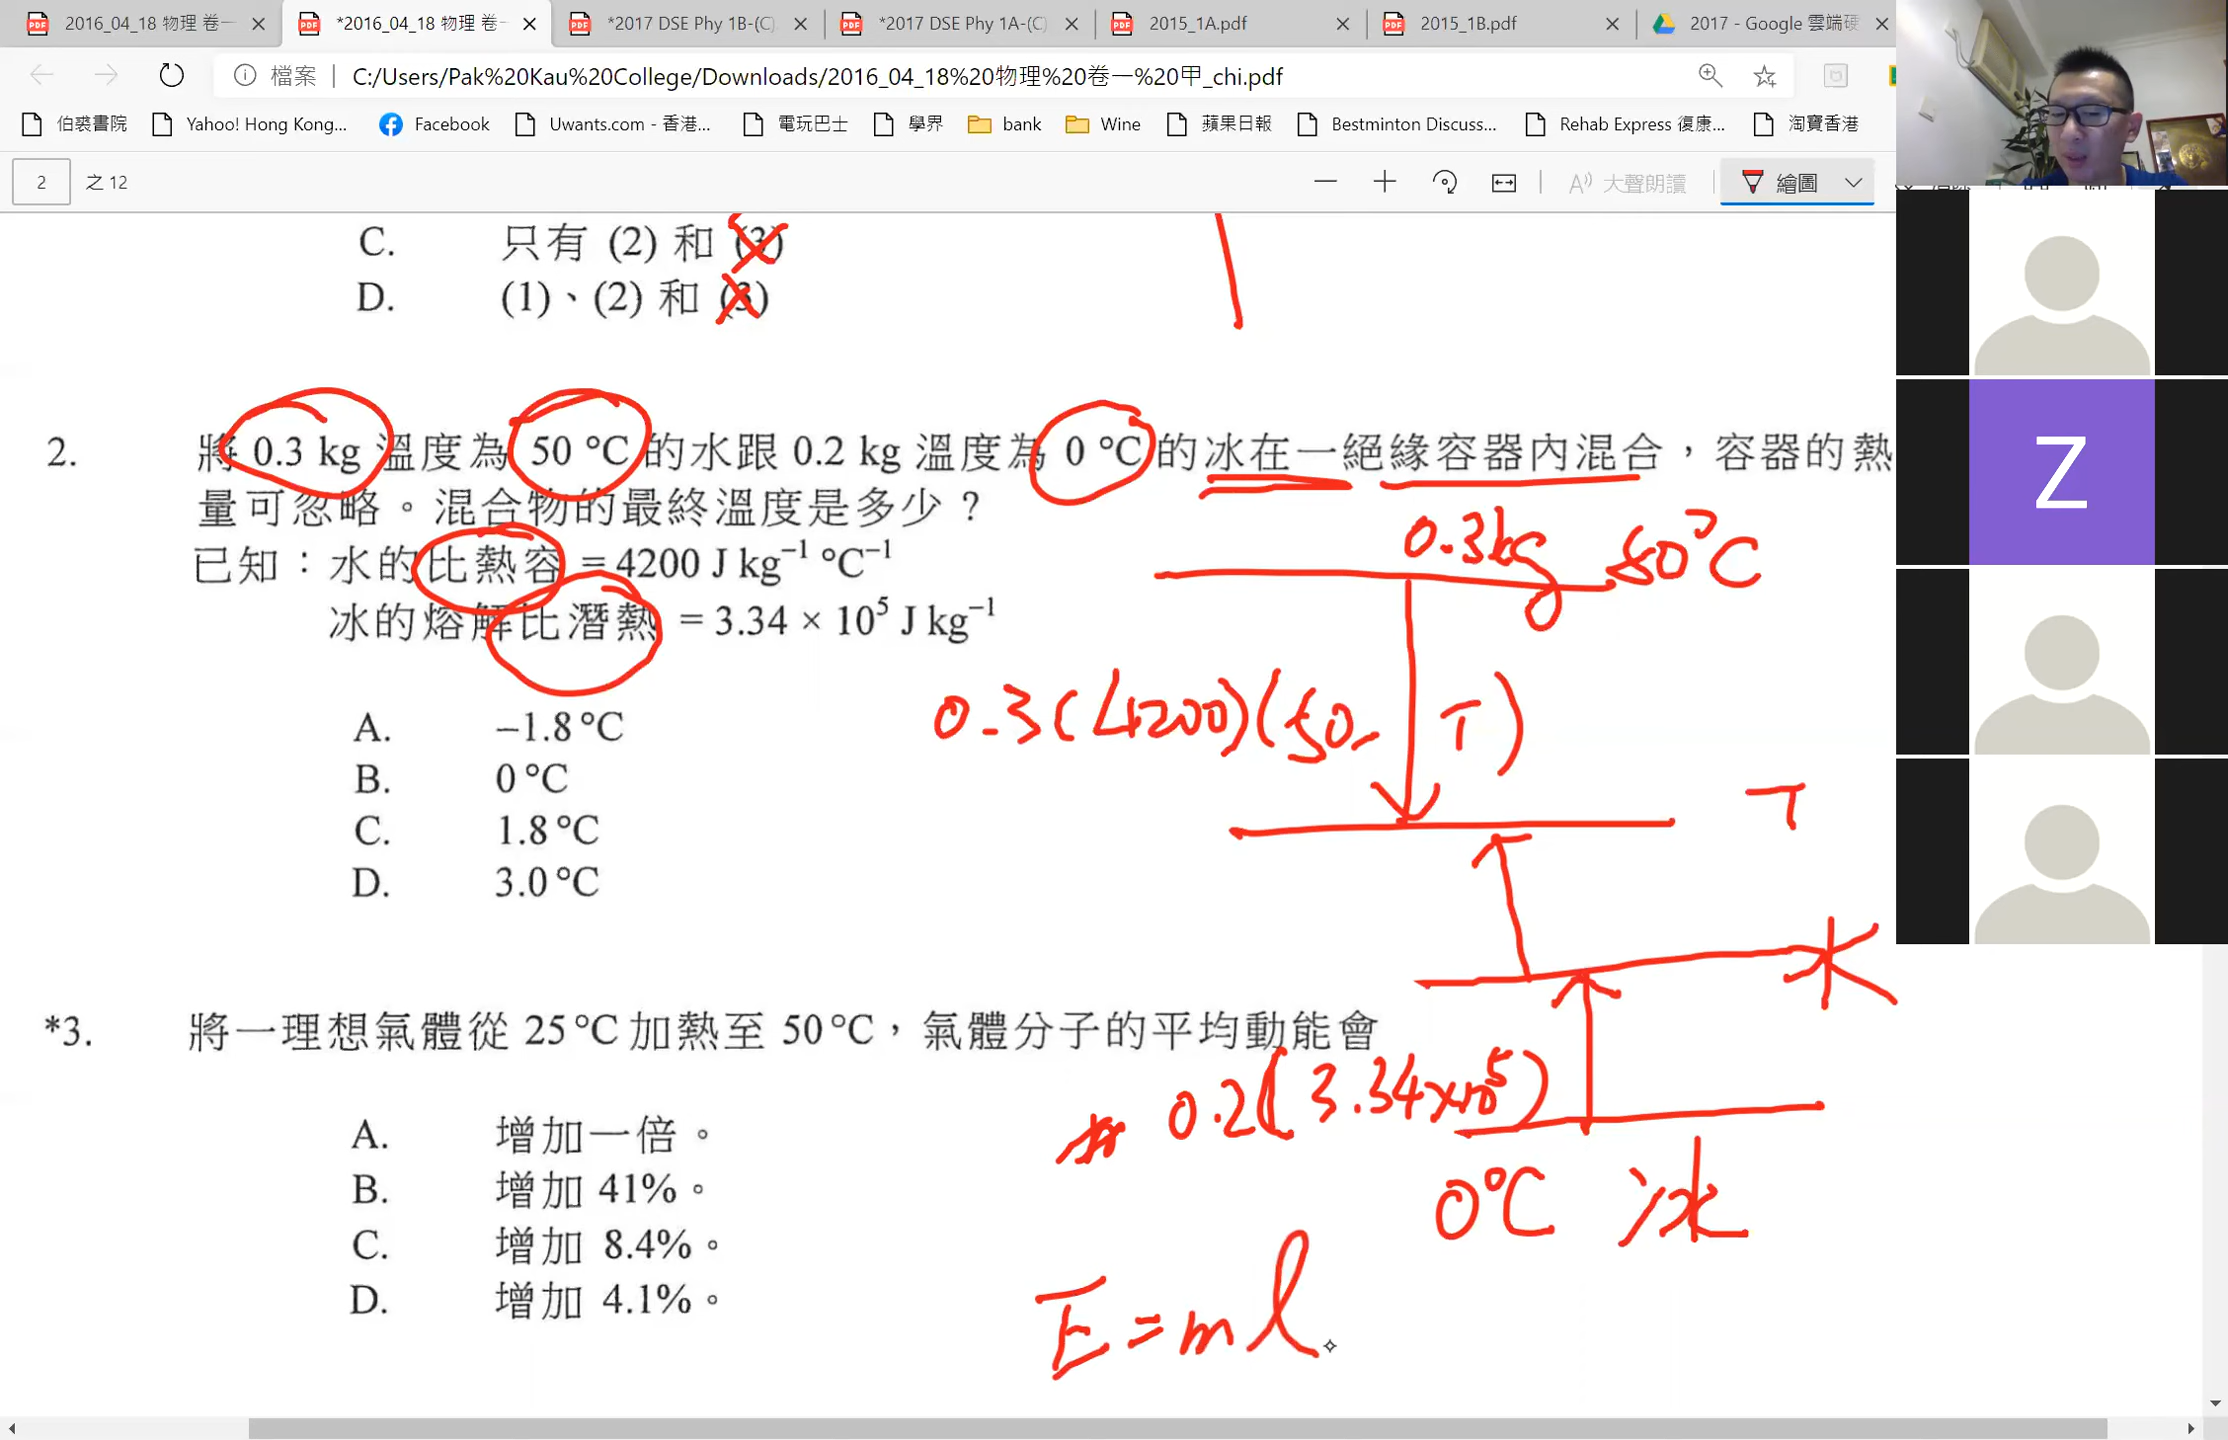 2016_04_18 物理 卷一
*2016_04_18 物理 卷一
*2017 DSE Phy 1B-(C)
*2017 DSE Phy 1A-(C)
2015_1A.pdf
2015_1B.pdf
2017 - Google 雲端硬
檔案 | C:/Users/Pak%20Kau%20College/Downloads/2016_04_18%20物理%20卷一%20甲_chi.pdf
伯裘書院 Yahoo! Hong Kong... Facebook Uwants.com - 香港... 電玩巴士 學界 bank Wine 蘋果日報 Bestminton Discuss... Rehab Express 復康... 淘寶香港
2 之 12 大聲朗讀 繪圖
C. 只有 (2) 和 (3)
D. (1)、(2) 和 (3)
2. 將 0.3 kg 溫度為 50 °C 的水跟 0.2 kg 溫度為 0 °C 的冰在一絕緣容器內混合，容器的熱
量可忽略。混合物的最終溫度是多少？
已知：水的比熱容 = 4200 J kg⁻¹ °C⁻¹
冰的熔解比潛熱 = 3.34 × 10⁵ J kg⁻¹
0.3kg 50°C
0.3(4200)(50-T)
A. −1.8 °C
B. 0 °C
C. 1.8 °C
D. 3.0 °C
T
水
*3. 將一理想氣體從 25 °C 加熱至 50 °C，氣體分子的平均動能會
0.2(3.34×10⁵)
A. 增加一倍。
B. 增加 41%。
C. 增加 8.4%。
D. 增加 4.1%。
0°C 冰
E=ml
Z